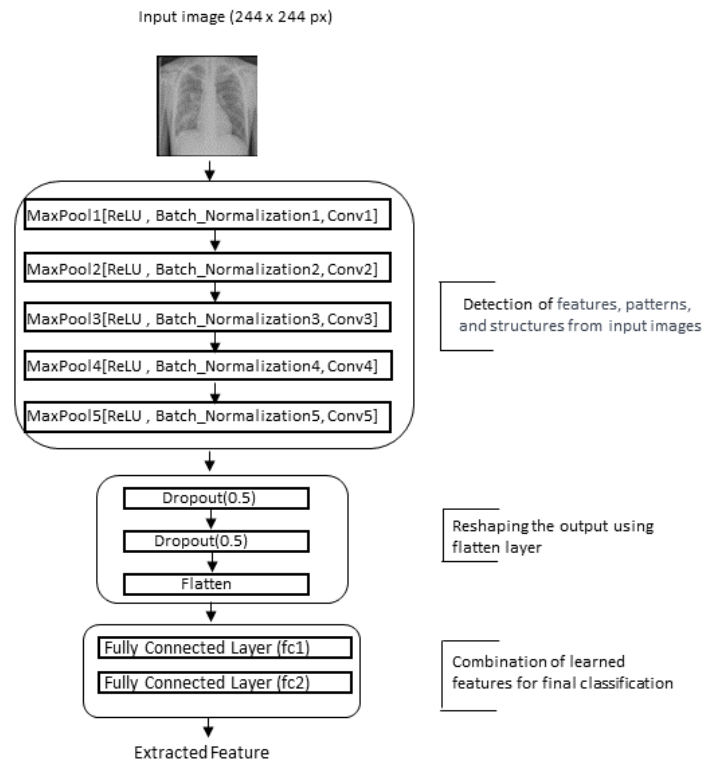 Input image (244 x 244 px)
MaxPool1[ReLU , Batch_Normalization1, Conv1]
MaxPool2[ReLU , Batch_Normalization2, Conv2]
MaxPool3[ReLU , Batch_Normalization3, Conv3]
MaxPool4[ReLU , Batch_Normalization4, Conv4]
MaxPool5[ReLU , Batch_Normalization5, Conv5]
Detection of features, patterns,
and structures from input images
Dropout(0.5)
Dropout(0.5)
Flatten
Reshaping the output using
flatten layer
Fully Connected Layer (fc1)
Fully Connected Layer (fc2)
Combination of learned
features for final classification
Extracted Feature